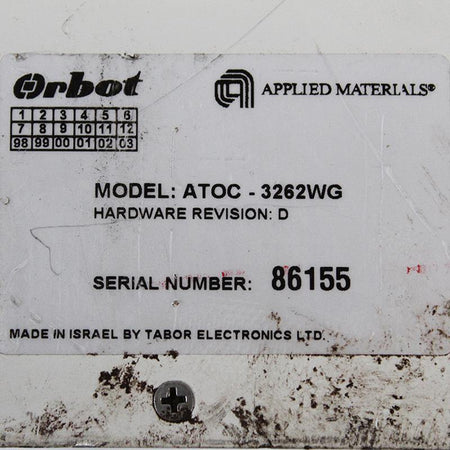 Orbot
APPLIED MATERIALS®
1 2 3 4 5 6
7 8 9 10 11 12
98 99 00 01 02 03
MODEL: ATOC - 3262WG
HARDWARE REVISION: D
SERIAL NUMBER: 86155
MADE IN ISRAEL BY TABOR ELECTRONICS LTD.